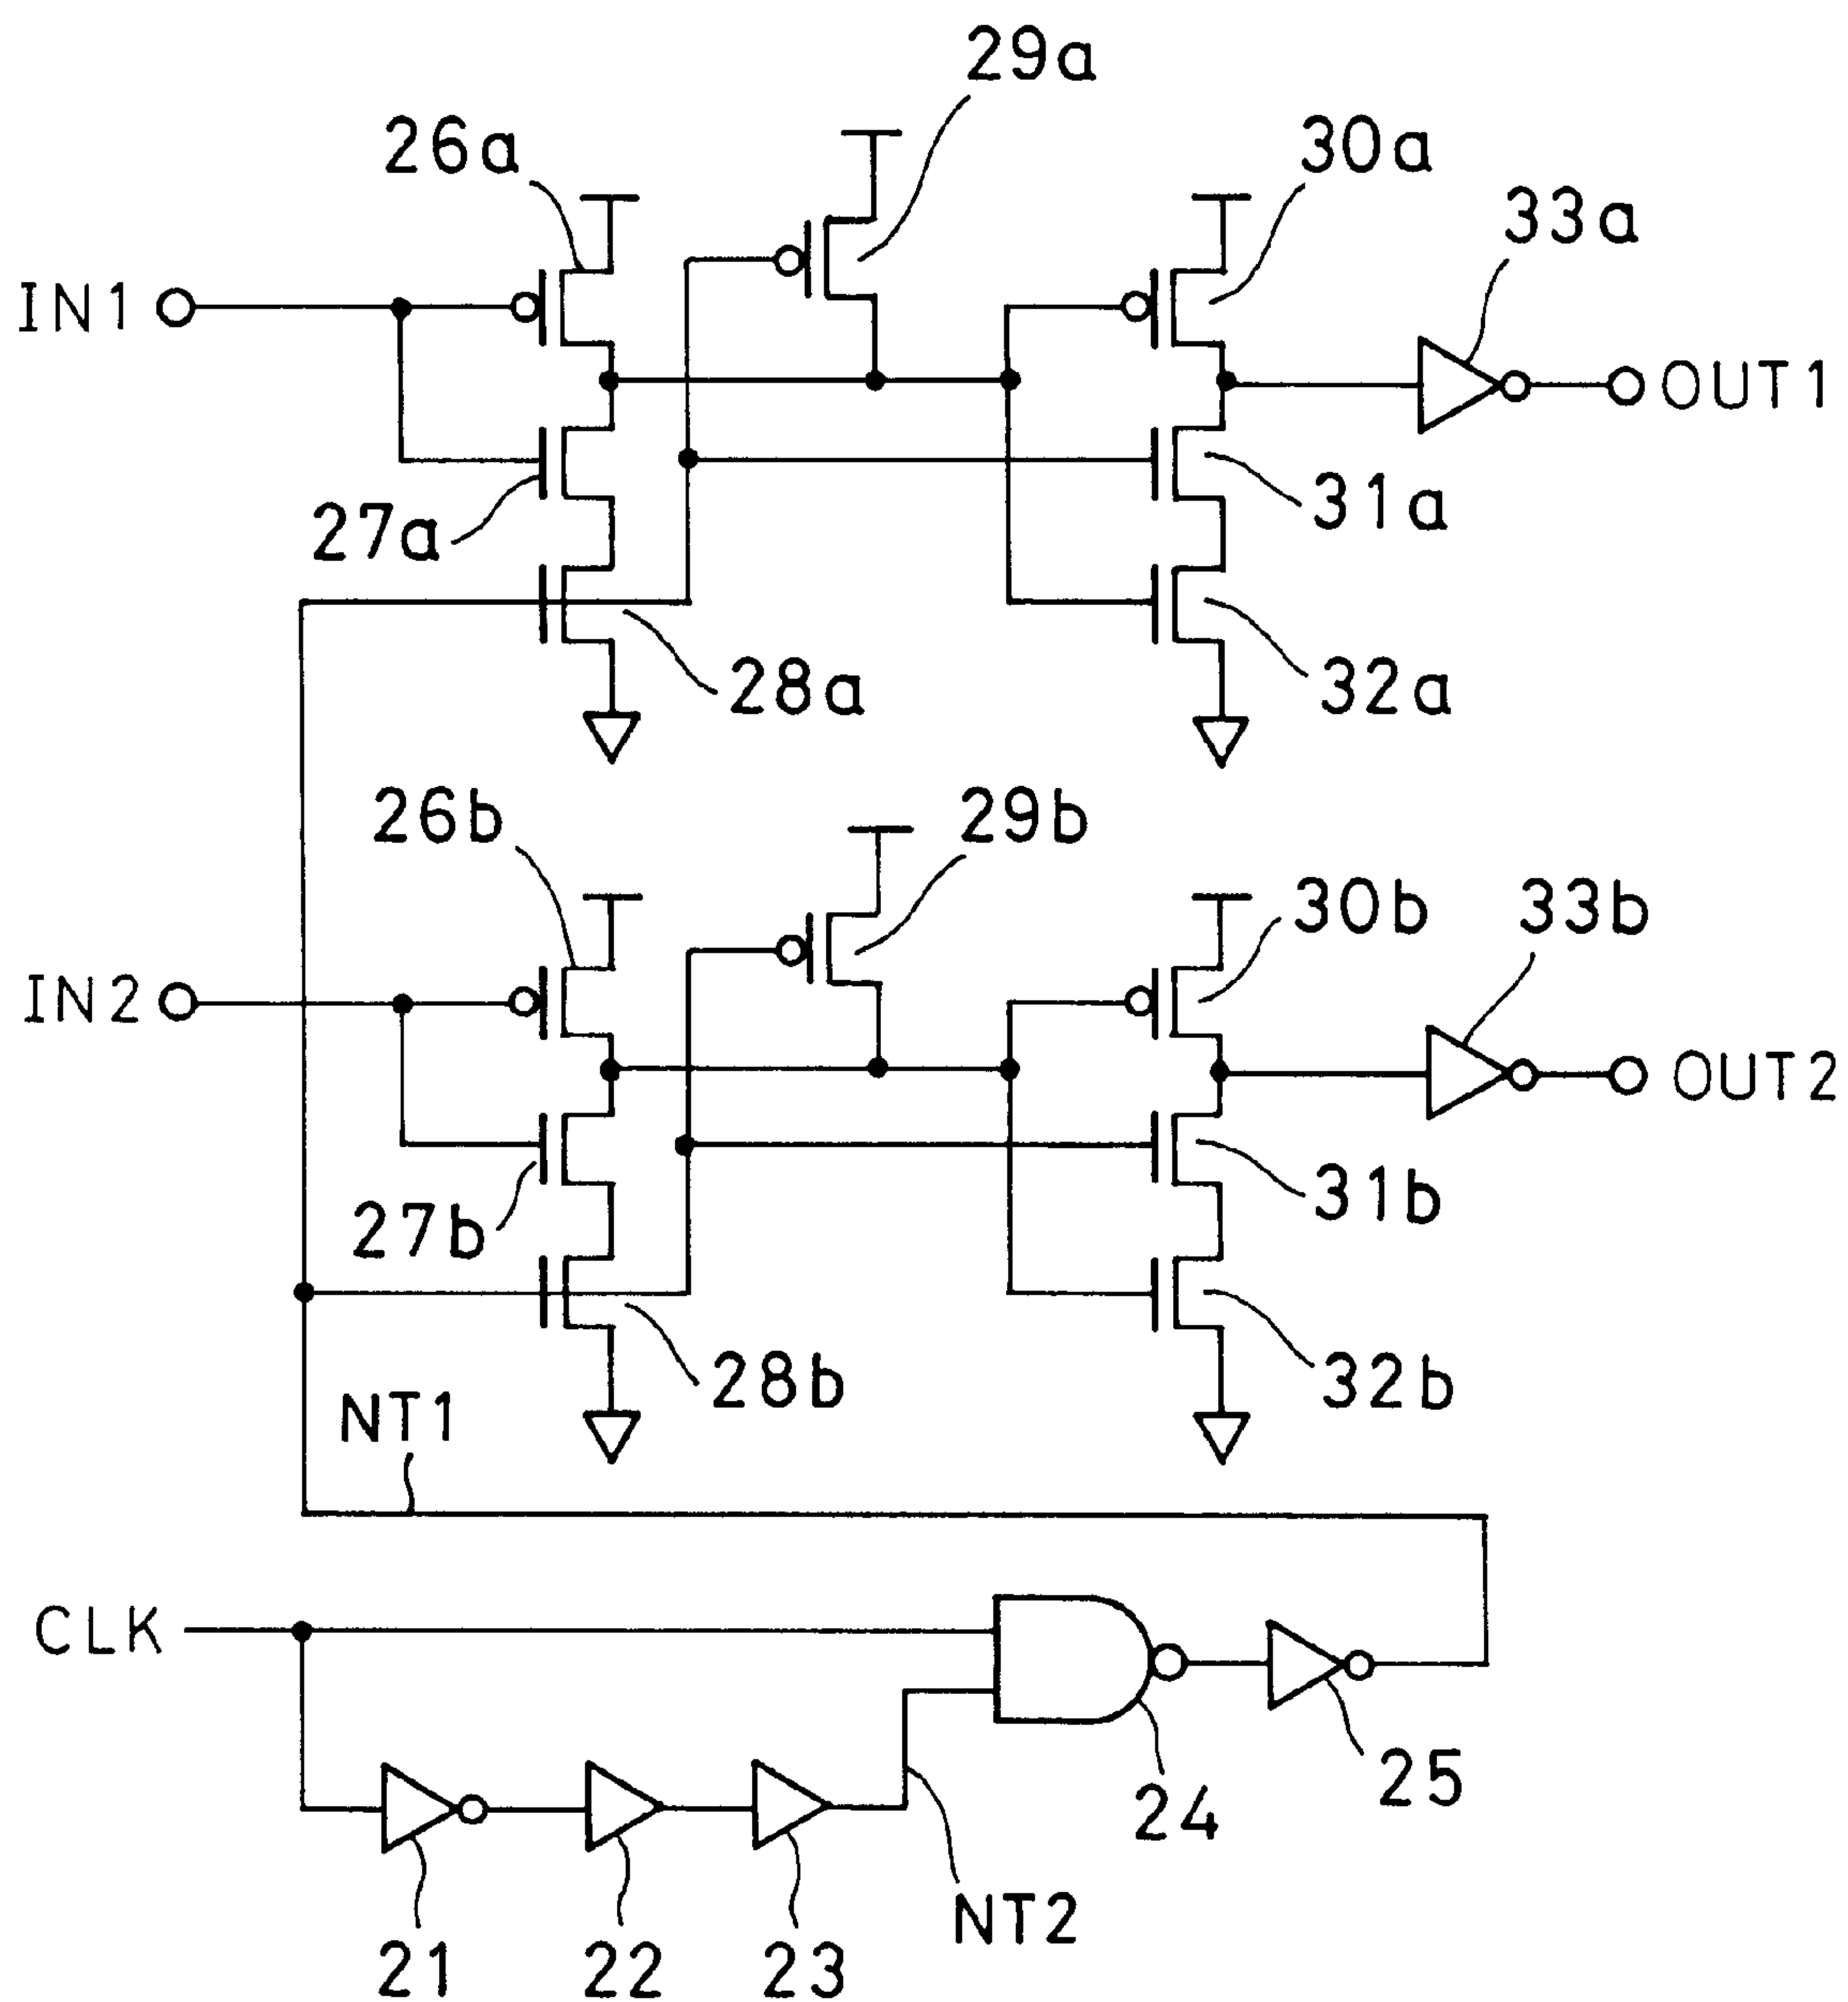 29a
26a
30a
33a
IN1
OUT1
27a
31a
28a
32a
26b
29b
30b
33b
IN2
OUT2
27b
31b
28b
32b
NT1
CLK
24
25
NT2
21
22
23